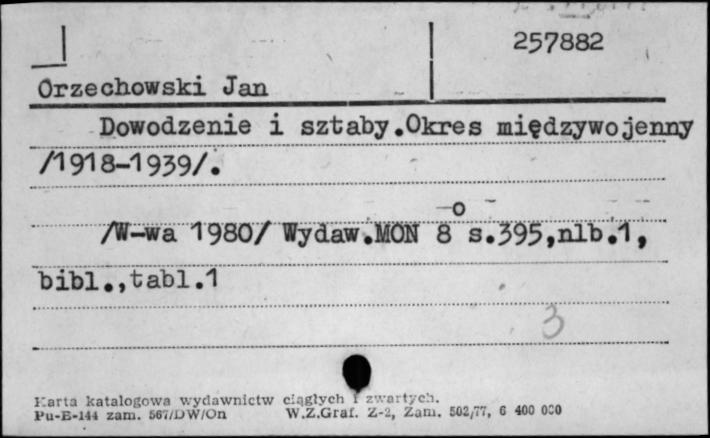 257882
Orzechowski Jan
Dowodzenie i sztaby.Okres międzywojenny
/1918-1939/.
/W-wa 1980/ Wydaw.MON 8° s.395,nlb.1,
bibl.,tabl.1
3
Karta katalogowa wydawnictw ciągłych i zwartych.
Pu-E-144 zam. 567/DW/On W.Z.Graf. Z-2, Zam. 502/77, 6 400 000